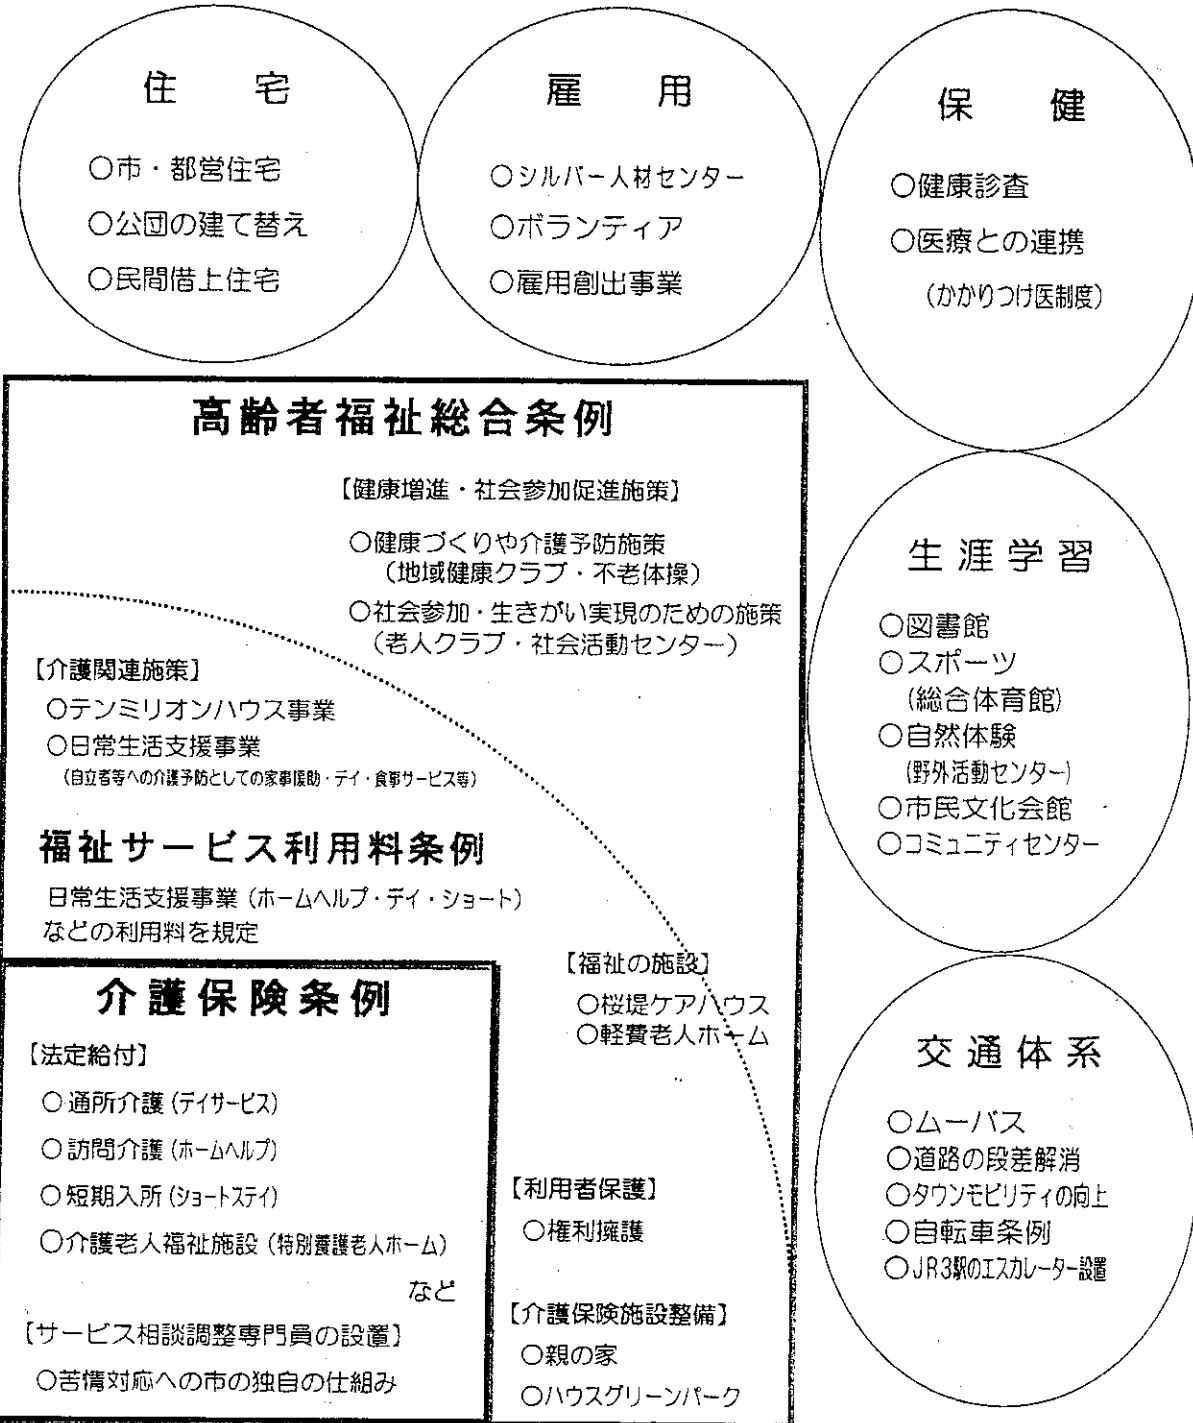 住 宅
○市・都営住宅
○公団の建て替え
○民間借上住宅
雇 用
○シルバー人材センター
○ボランティア
○雇用創出事業
保 健
○健康診査
○医療との連携
(かかりつけ医制度)
高齢者福祉総合条例
【健康増進・社会参加促進施策】
○健康づくりや介護予防施策
(地域健康クラブ・不老体操)
○社会参加・生きがい実現のための施策
(老人クラブ・社会活動センター)
【介護関連施策】
○テンミリオンハウス事業
○日常生活支援事業
(自立者等への介護予防としての家事援助・デイ・食事サービス等)
福祉サービス利用料条例
日常生活支援事業(ホームヘルプ・デイ・ショート)
などの利用料を規定
介護保険条例
【法定給付】
○通所介護(デイサービス)
○訪問介護(ホームヘルプ)
○短期入所(ショートステイ)
○介護老人福祉施設(特別養護老人ホーム)
など
【サービス相談調整専門員の設置】
○苦情対応への市の独自の仕組み
【福祉の施設】
○桜堤ケアハウス
○軽費老人ホーム
【利用者保護】
○権利擁護
【介護保険施設整備】
○親の家
○ハウスグリーンパーク
生涯学習
○図書館
○スポーツ
(総合体育館)
○自然体験
(野外活動センター)
○市民文化会館
○コミュニティセンター
交通体系
○ムーバス
○道路の段差解消
○タウンモビリティの向上
○自転車条例
○JR3駅のエスカレーター設置